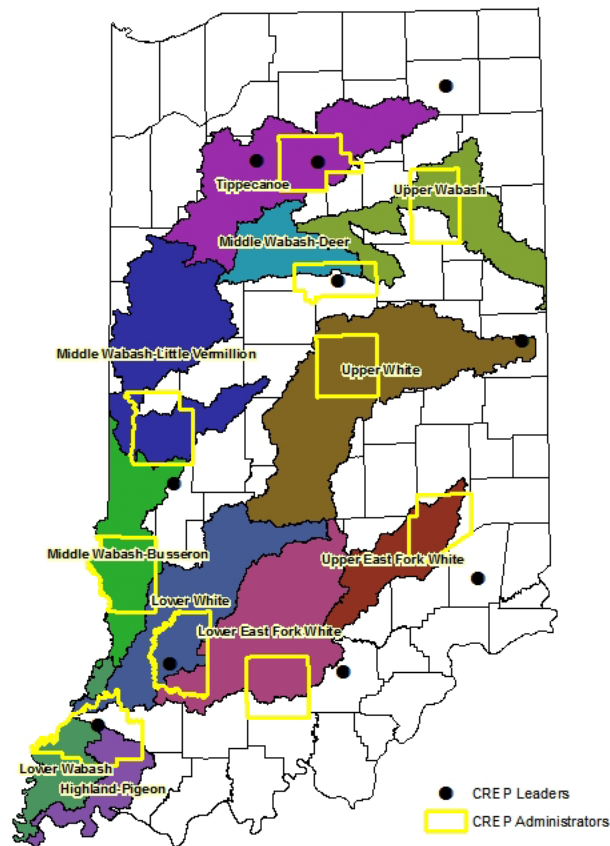 Tippecanoe
Upper Wabash
Middle Wabash-Deer
Middle Wabash-Little Vermillion
Upper White
Middle Wabash-Busseron
Upper East Fork White
Lower White
Lower East Fork White
Lower Wabash
Highland-Pigeon
CREP Leaders
CREP Administrators